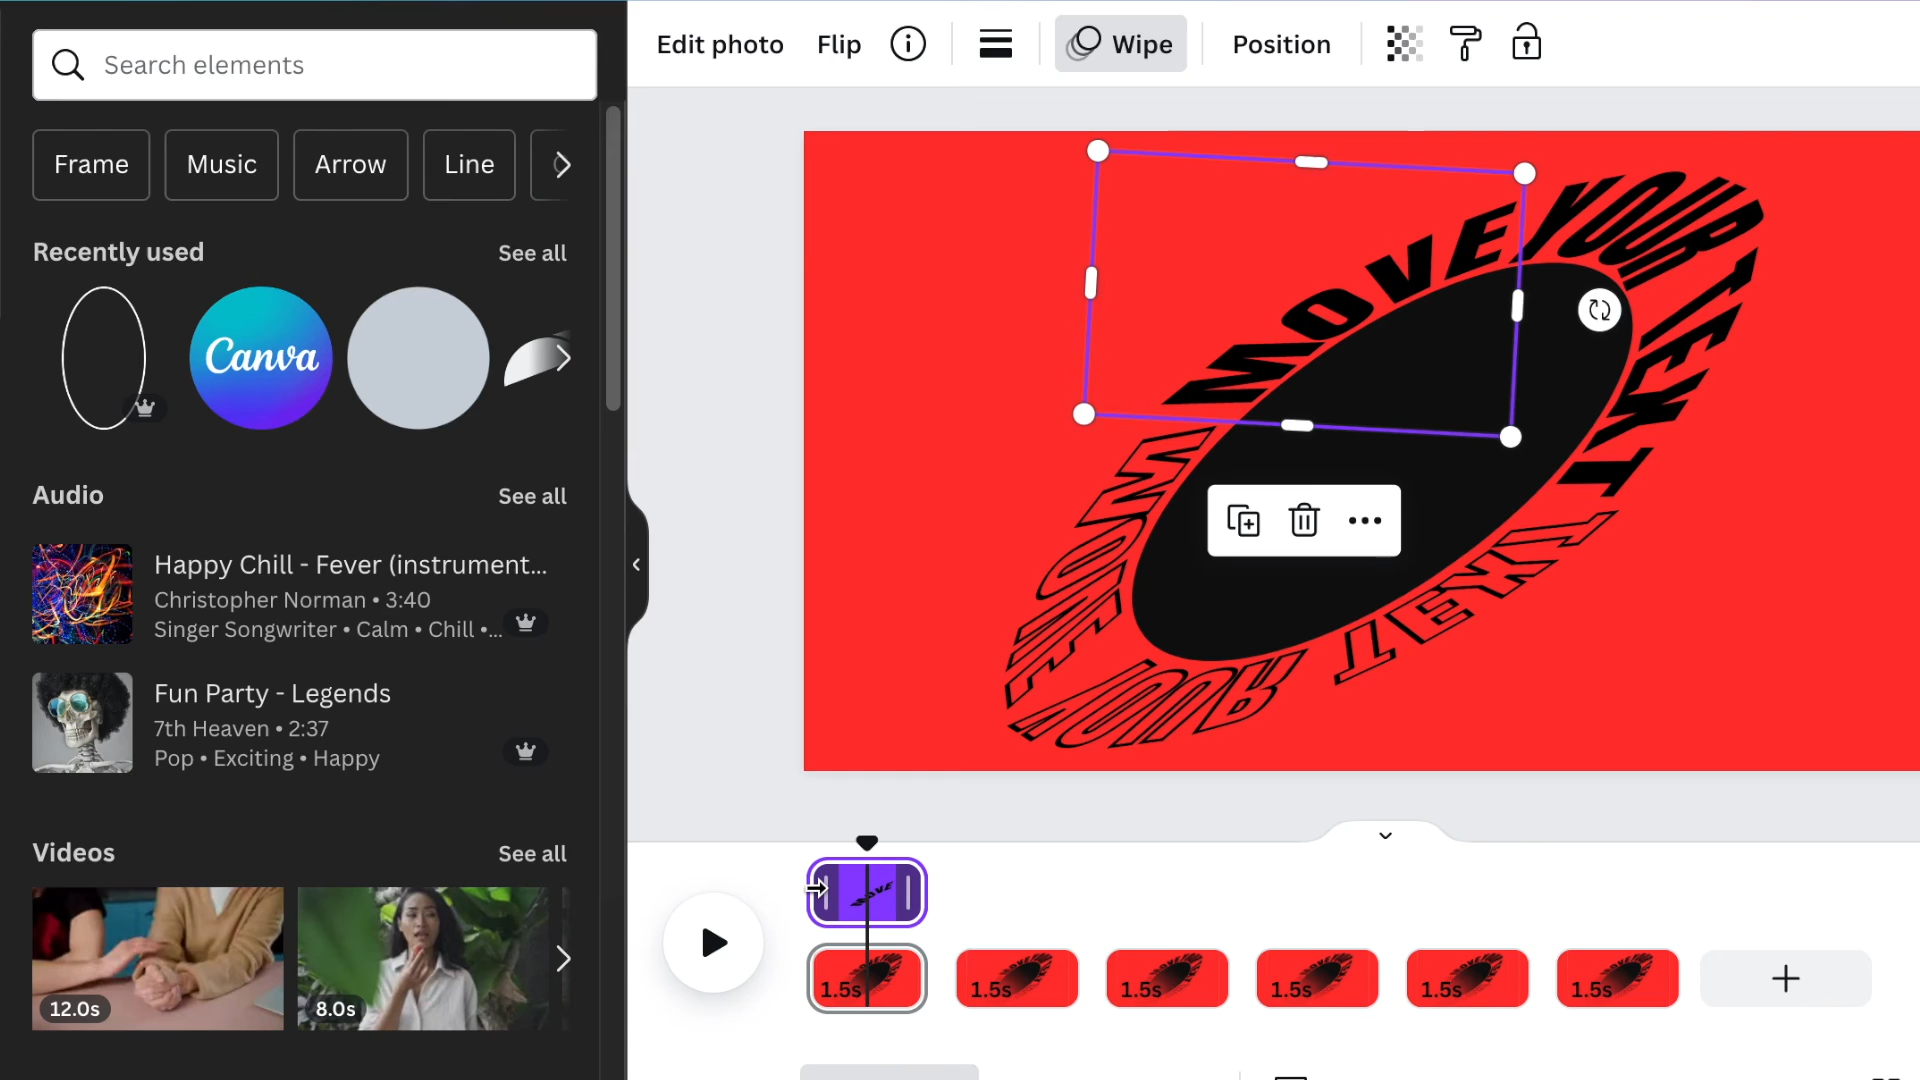 Search elements
Edit photo
Flip
Wipe
Position
Frame
Music
Arrow
Line
Recently used
See all
Canva
Audio
See all
Happy Chill - Fever (instrument...
Christopher Norman • 3:40
Singer Songwriter • Calm • Chill •...
Fun Party - Legends
7th Heaven • 2:37
Pop • Exciting • Happy
Videos
See all
12.0s
8.0s
MOVE YOUR TEXT
MOVE YOUR TEXT
MOVE
1.5s
1.5s
1.5s
1.5s
1.5s
1.5s